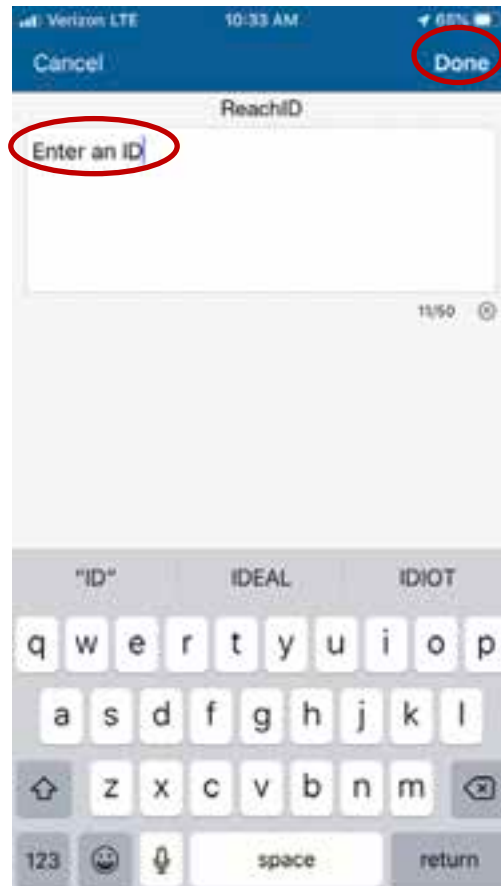 Verizon LTE 10:33 AM 68%
Cancel Done
ReachID
Enter an ID
11/50
"ID" IDEAL IDIOT
q w e r t y u i o p
a s d f g h j k l
z x c v b n m
123 space return